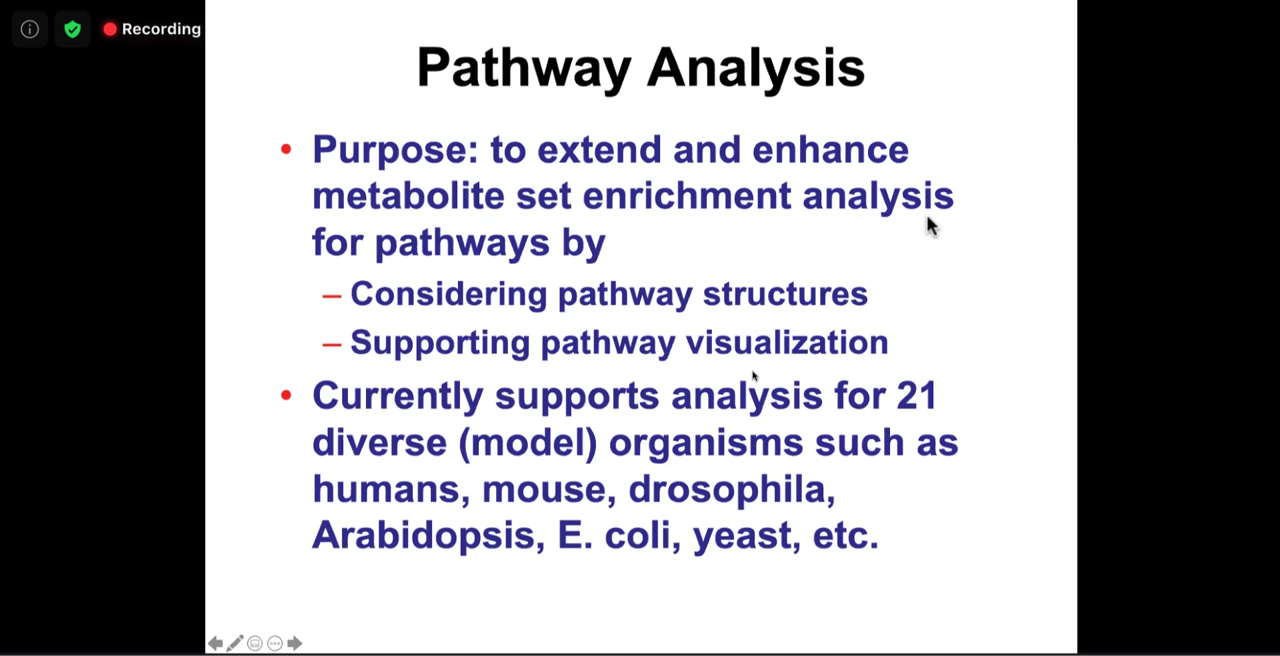 Recording
Pathway Analysis
• Purpose: to extend and enhance
metabolite set enrichment analysis
for pathways by
– Considering pathway structures
– Supporting pathway visualization
• Currently supports analysis for 21
diverse (model) organisms such as
humans, mouse, drosophila,
Arabidopsis, E. coli, yeast, etc.